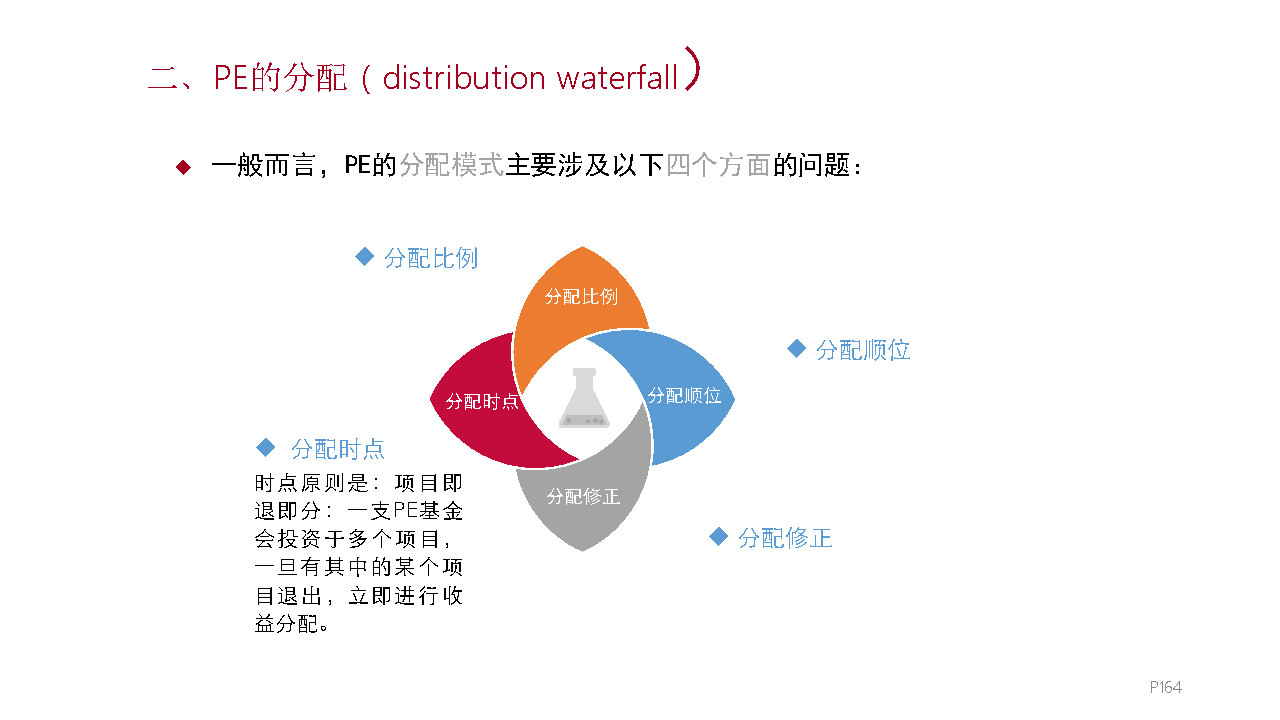 二、PE的分配（distribution waterfall）
一般而言，PE的分配模式主要涉及以下四个方面的问题：
分配比例
分配比例
分配顺位
分配顺位
分配时点
分配时点
时点原则是：项目即
退即分：一支PE基金
会投资于多个项目，
一旦有其中的某个项
目退出，立即进行收
益分配。
分配修正
分配修正
P164